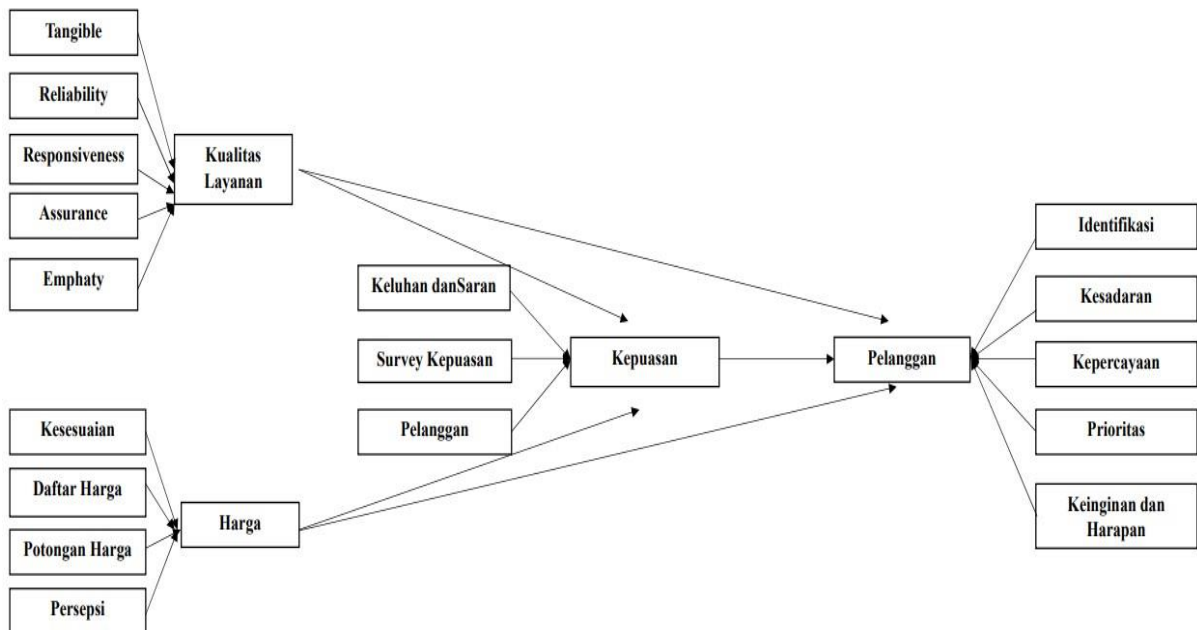 Tangible
Reliability
Responsiveness
Assurance
Emphaty
Kualitas
Layanan
Keluhan danSaran
Survey Kepuasan
Pelanggan
Kepuasan
Pelanggan
Identifikasi
Kesadaran
Kepercayaan
Prioritas
Keinginan dan
Harapan
Kesesuaian
Daftar Harga
Potongan Harga
Persepsi
Harga